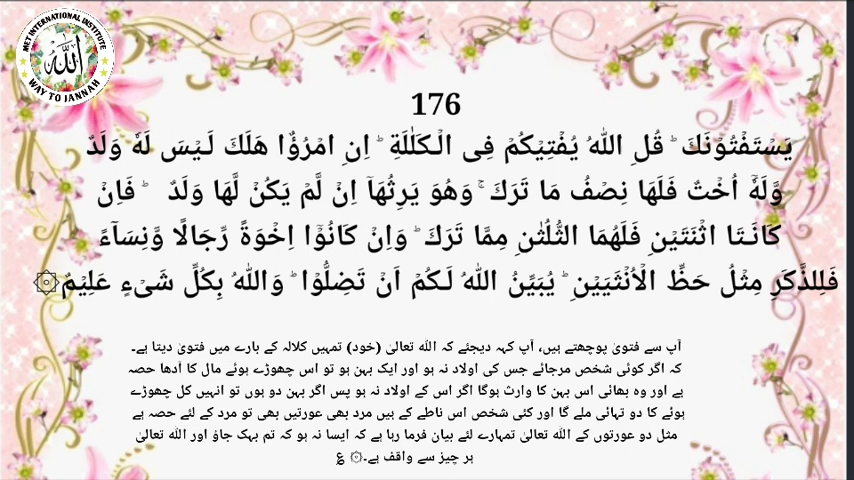 MET INTERNATIONAL INSTITUTE
الله
WAY TO JANNAH
176
يَسۡتَفۡتُوۡنَكَ ؕ قُلِ اللّٰهُ يُفۡتِيۡكُمۡ فِى الۡـكَلٰلَةِ‌ ؕ اِنِ امۡرُؤٌا هَلَكَ لَـيۡسَ لَهٗ وَلَدٌ
وَّلَهٗۤ اُخۡتٌ فَلَهَا نِصۡفُ مَا تَرَكَ‌ ۚ وَهُوَ يَرِثُهَاۤ اِنۡ لَّمۡ يَكُنۡ لَّهَا وَلَدٌ‌ ؕ فَاِنۡ
كَانَـتَا اثۡنَتَيۡنِ فَلَهُمَا الثُّلُثٰنِ مِمَّا تَرَكَ‌ ؕ وَاِنۡ كَانُوۡۤا اِخۡوَةً رِّجَالًا وَّنِسَآءً
فَلِلذَّكَرِ مِثۡلُ حَظِّ الۡاُنۡثَيَيۡنِ‌ ؕ يُبَيِّنُ اللّٰهُ لَـكُمۡ اَنۡ تَضِلُّوۡا‌ ؕ وَاللّٰهُ بِكُلِّ شَىۡءٍ عَلِيۡمٌ۞
آپ سے فتویٰ پوچھتے ہیں، آپ کہہ دیجئے کہ اللہ تعالیٰ (خود) تمہیں کلالہ کے بارے میں فتویٰ دیتا ہے۔
کہ اگر کوئی شخص مرجائے جس کی اولاد نہ ہو اور ایک بہن ہو تو اس چھوڑے ہوئے مال کا آدھا حصہ
ہے اور وه بھائی اس بہن کا وارث ہوگا اگر اس کے اولاد نہ ہو پس اگر بہن دو ہوں تو انہیں کل چھوڑے
ہوئے کا دو تہائی ملے گا اور کئی شخص اس ناطے کے ہیں مرد بھی عورتیں بھی تو مرد کے لئے حصہ ہے
مثل دو عورتوں کے اللہ تعالیٰ تمہارے لئے بیان فرما رہا ہے کہ ایسا نہ ہو کہ تم بہک جاؤ اور اللہ تعالیٰ
ہر چیز سے واقف ہے۔۞ ؏